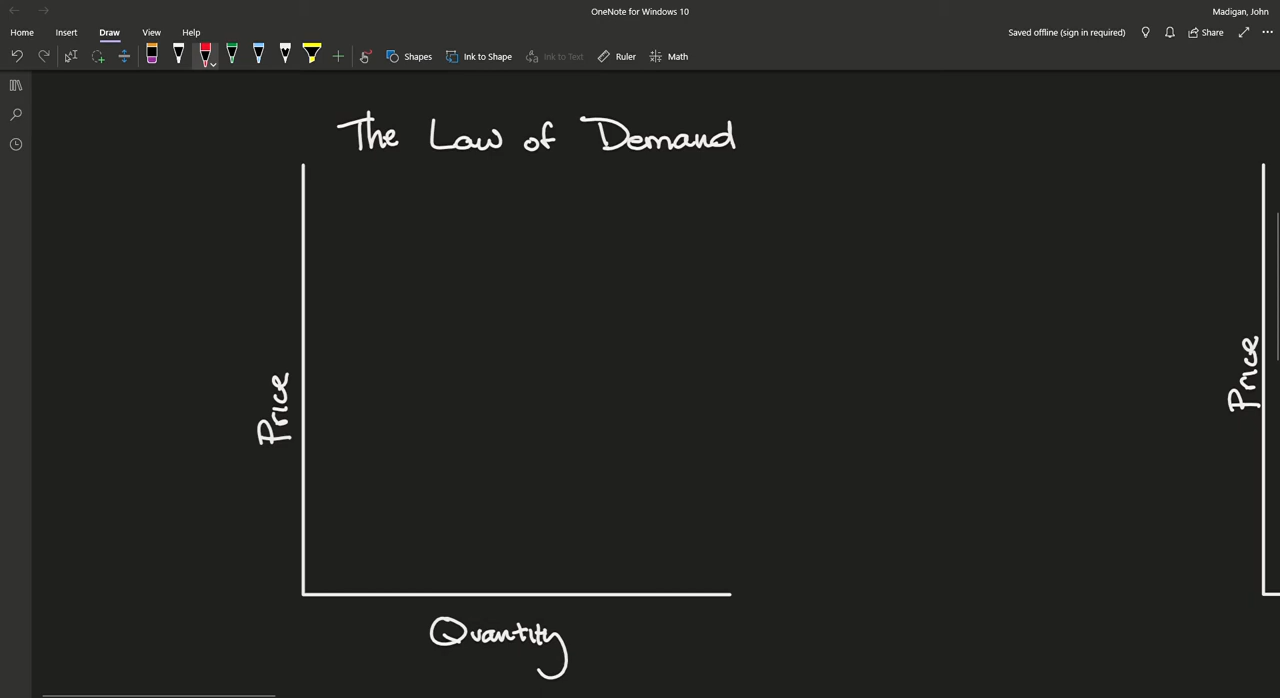 OneNote for Windows 10
Madigan, John
Home Insert Draw View Help
Saved offline (sign in required) Share
Shapes Ink to Shape Ink to Text Ruler Math
The Law of Demand
Price
Quantity
Price